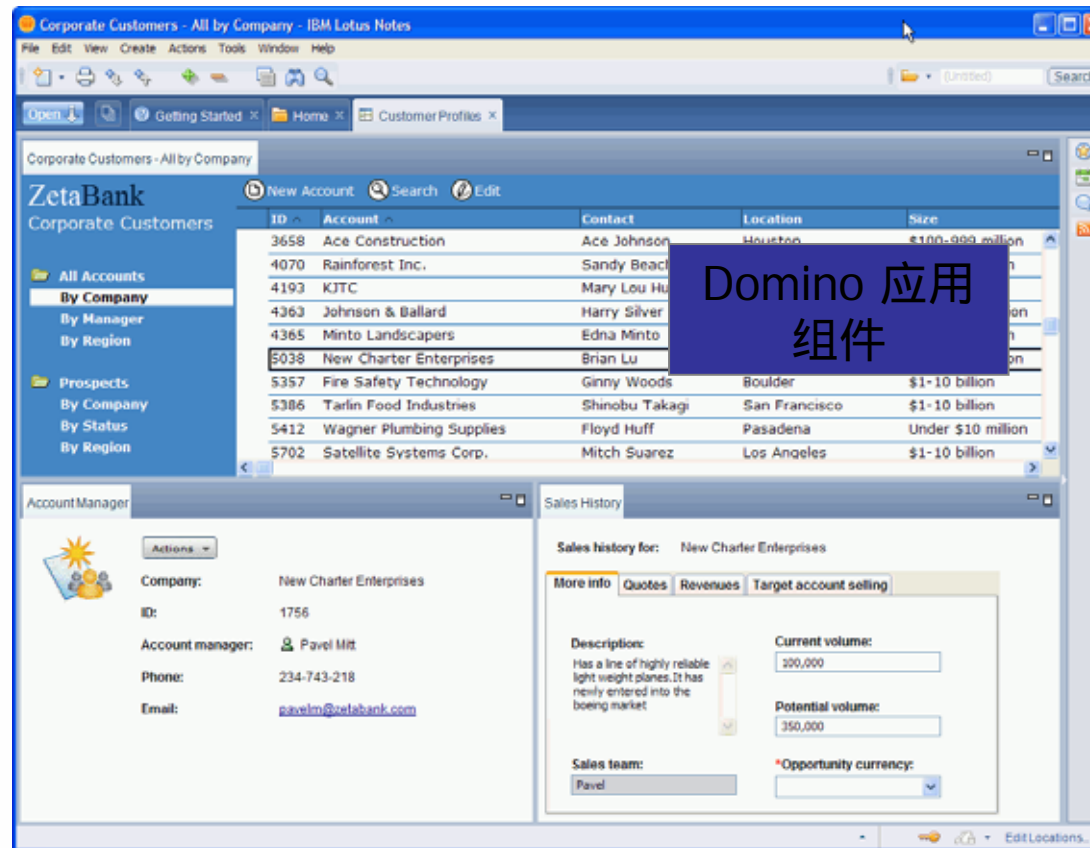 Corporate Customers - All by Company - IBM Lotus Notes
File Edit View Create Actions Tools Window Help
(Untitled) Search
Open Getting Started Home Customer Profiles
Corporate Customers - All by Company
ZetaBank
Corporate Customers
All Accounts
By Company
By Manager
By Region
Prospects
By Company
By Status
By Region
New Account Search Edit
ID Account Contact Location Size
3658 Ace Construction Ace Johnson Houston $100-999 million
4070 Rainforest Inc. Sandy Beach
4193 KJTC Mary Lou
4363 Johnson & Ballard Harry Silver
4365 Minto Landscapers Edna Minto
5038 New Charter Enterprises Brian Lu
5357 Fire Safety Technology Ginny Woods Boulder $1-10 billion
5386 Tarlin Food Industries Shinobu Takagi San Francisco $1-10 billion
5412 Wagner Plumbing Supplies Floyd Huff Pasadena Under $10 million
5702 Satellite Systems Corp. Mitch Suarez Los Angeles $1-10 billion
Domino 应用
组件
Account Manager
Actions
Company: New Charter Enterprises
ID: 1756
Account manager: Pavel Mitt
Phone: 234-743-218
Email: pavelm@zetabank.com
Sales History
Sales history for: New Charter Enterprises
More info Quotes Revenues Target account selling
Description:
Has a line of highly reliable
light weight planes.It has
newly entered into the
boeing market
Current volume:
100,000
Potential volume:
350,000
Sales team:
Pavel
*Opportunity currency:
Edit Locations...